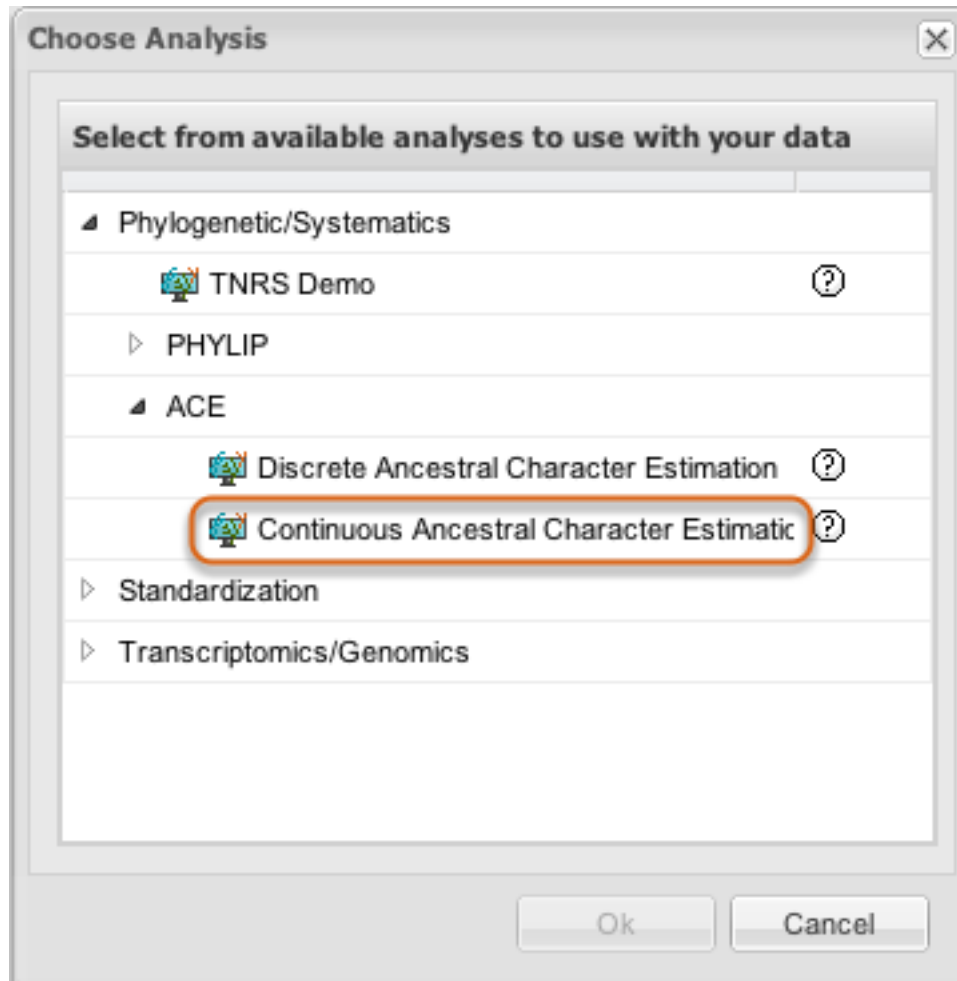 Choose Analysis
Select from available analyses to use with your data
Phylogenetic/Systematics
TNRS Demo
PHYLIP
ACE
Discrete Ancestral Character Estimation
Continuous Ancestral Character Estimatic
Standardization
Transcriptomics/Genomics
Ok Cancel